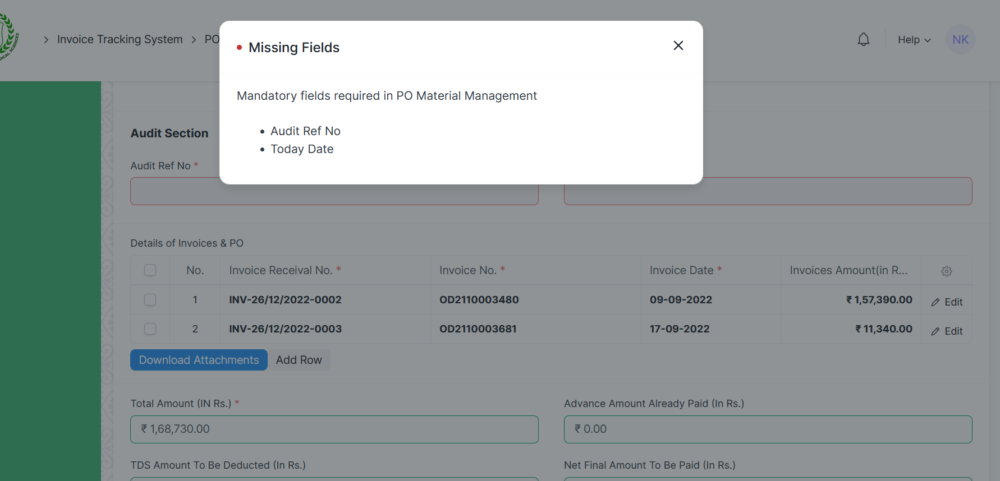 DICAL SCIENCES
Invoice Tracking System
PO
Help
NK
Missing Fields
Mandatory fields required in PO Material Management
Audit Ref No
Today Date
Audit Section
Audit Ref No *
Details of Invoices & PO
No. Invoice Receival No. * Invoice No. * Invoice Date * Invoices Amount(in R...
1 INV-26/12/2022-0002 OD2110003480 09-09-2022 ₹ 1,57,390.00 Edit
2 INV-26/12/2022-0003 OD2110003681 17-09-2022 ₹ 11,340.00 Edit
Download Attachments Add Row
Total Amount (IN Rs.) * Advance Amount Already Paid (In Rs.)
₹ 1,68,730.00 ₹ 0.00
TDS Amount To Be Deducted (In Rs.) Net Final Amount To Be Paid (In Rs.)